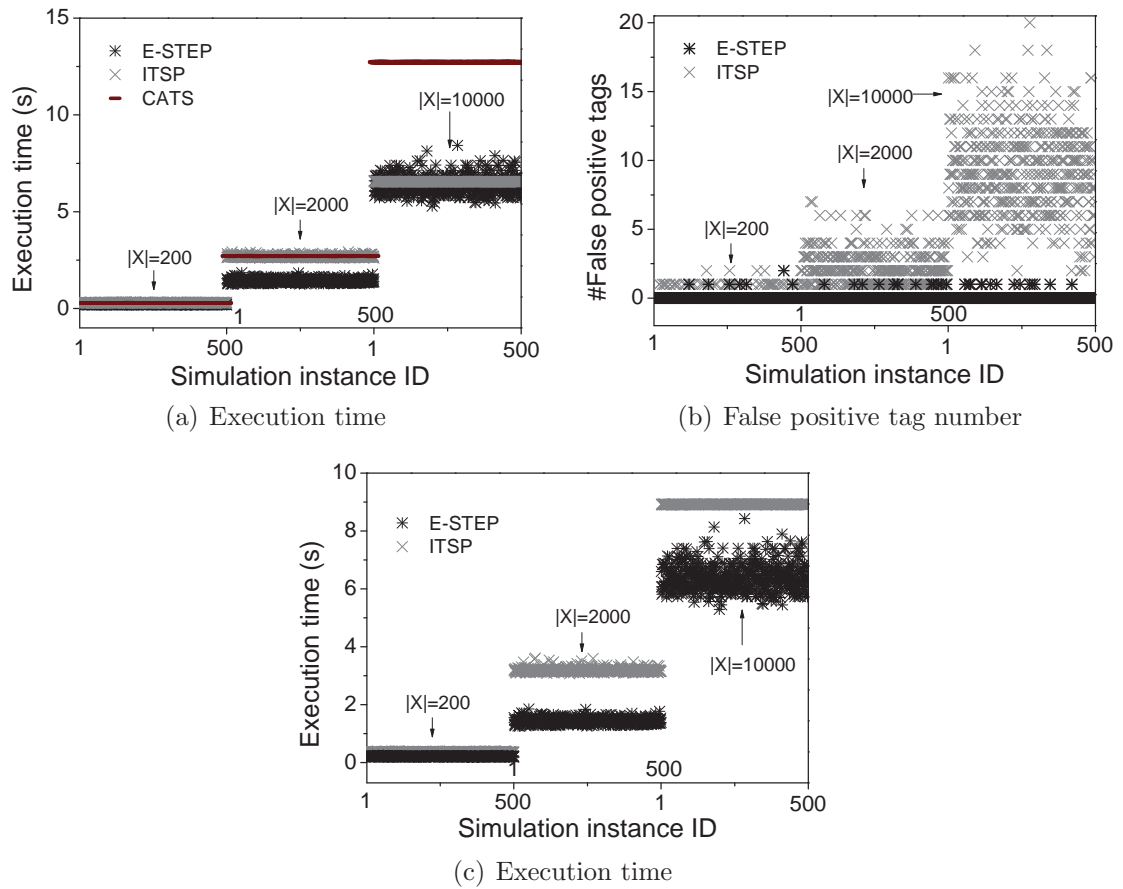 15
10
5
0
Execution time (s)
E-STEP
ITSP
CATS
|X|=200
|X|=2000
|X|=10000
1
500
1
500
1
500
Simulation instance ID
(a) Execution time
20
15
10
5
0
#False positive tags
E-STEP
ITSP
|X|=10000
|X|=2000
|X|=200
1
500
1
500
1
500
Simulation instance ID
(b) False positive tag number
10
8
6
4
2
0
Execution time (s)
E-STEP
ITSP
|X|=2000
|X|=10000
|X|=200
1
500
1
500
1
500
Simulation instance ID
(c) Execution time